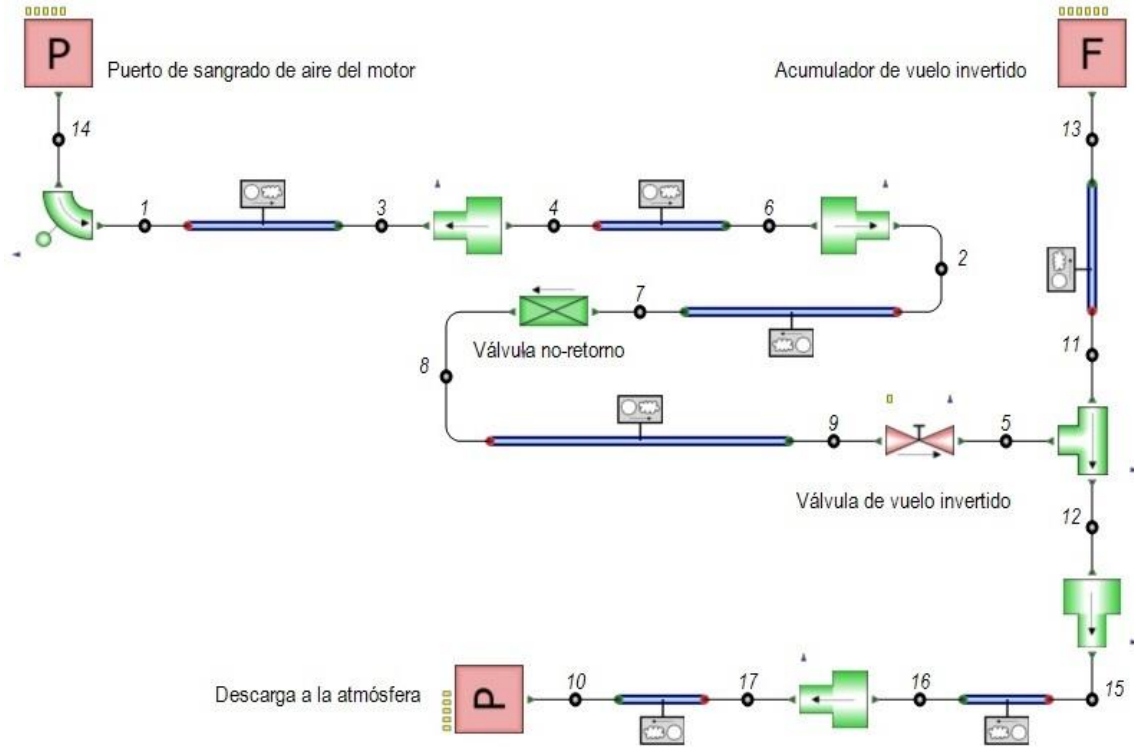 P
Puerto de sangrado de aire del motor
Acumulador de vuelo invertido
F
14
13
1
3
4
6
2
7
11
Válvula no-retorno
8
9
5
Válvula de vuelo invertido
12
Descarga a la atmósfera
P
10
17
16
15